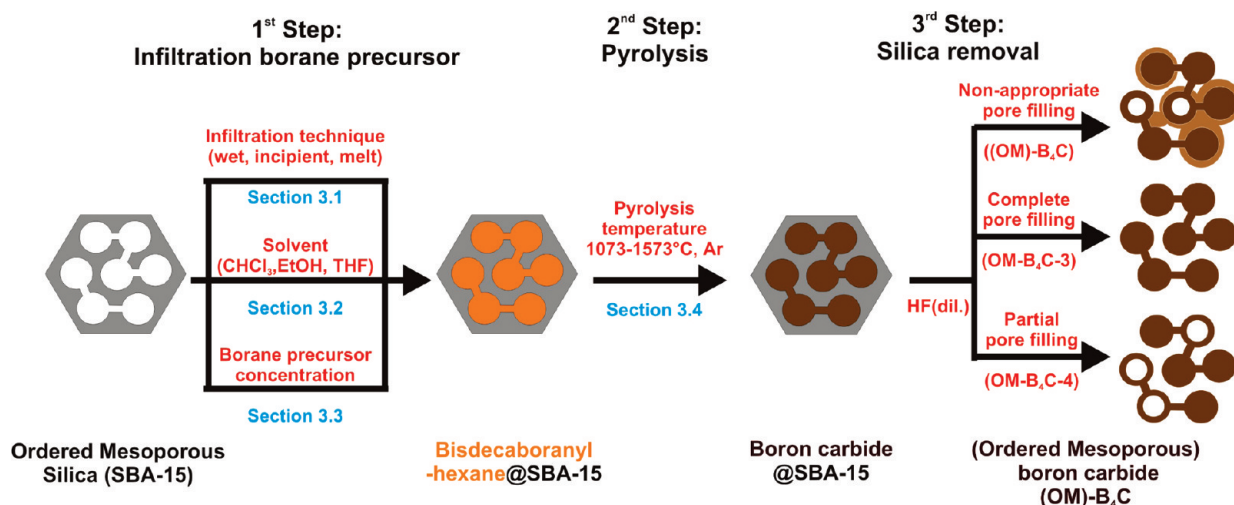 1st Step:
Infiltration borane precursor
2nd Step:
Pyrolysis
3rd Step:
Silica removal
Infiltration technique
(wet, incipient, melt)
Section 3.1
Solvent
(CHCl₃,EtOH, THF)
Section 3.2
Borane precursor
concentration
Section 3.3
Pyrolysis
temperature
1073-1573°C, Ar
Section 3.4
HF(dil.)
Non-appropriate
pore filling
((OM)-B₄C)
Complete
pore filling
(OM-B₄C-3)
Partial
pore filling
(OM-B₄C-4)
Ordered Mesoporous
Silica (SBA-15)
Bisdecaboranyl
-hexane@SBA-15
Boron carbide
@SBA-15
(Ordered Mesoporous)
boron carbide
(OM)-B₄C